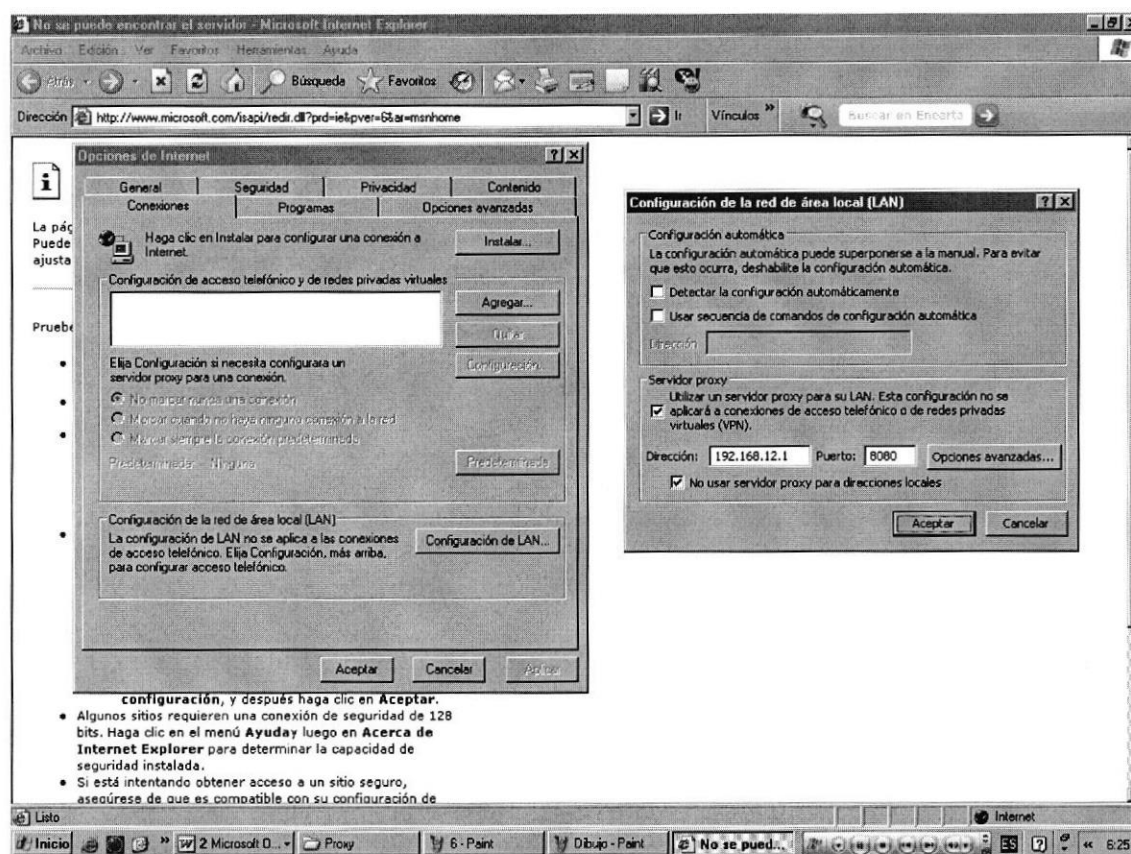 No se puede encontrar el servidor - Microsoft Internet Explorer
Archivo Edición Ver Favoritos Herramientas Ayuda
Atrás Búsqueda Favoritos
Dirección http://www.microsoft.com/isapi/redir.dll?prd=ie&pver=6&ar=msnhome Ir Vínculos » Buscar en Encarta
i
La pág
Puede
ajusta
Pruebe
Opciones de Internet
General Seguridad Privacidad Contenido
Conexiones Programas Opciones avanzadas
Haga clic en Instalar para configurar una conexión a
Internet.
Instalar...
Configuración de acceso telefónico y de redes privadas virtuales
Agregar...
Quitar
Configuración
Elija Configuración si necesita configurara un
servidor proxy para una conexión.
No marcar nunca una conexión
Marcar cuando no haya ninguna conexión a la red
Marcar siempre la conexión predeterminada
Predeterminada: Ninguna Predeterminada
Configuración de la red de área local (LAN)
La configuración de LAN no se aplica a las conexiones
de acceso telefónico. Elija Configuración, más arriba,
para configurar acceso telefónico.
Configuración de LAN...
Aceptar Cancelar Aplicar
Configuración de la red de área local (LAN)
Configuración automática
La configuración automática puede superponerse a la manual. Para evitar
que esto ocurra, deshabilite la configuración automática.
Detectar la configuración automáticamente
Usar secuencia de comandos de configuración automática
Dirección
Servidor proxy
Utilizar un servidor proxy para su LAN. Esta configuración no se
aplicará a conexiones de acceso telefónico o de redes privadas
virtuales (VPN).
Dirección: 192.168.12.1 Puerto: 8080 Opciones avanzadas...
No usar servidor proxy para direcciones locales
Aceptar Cancelar
configuración, y después haga clic en Aceptar.
Algunos sitios requieren una conexión de seguridad de 128
bits. Haga clic en el menú Ayuday luego en Acerca de
Internet Explorer para determinar la capacidad de
seguridad instalada.
Si está intentando obtener acceso a un sitio seguro,
asegúrese de que es compatible con su configuración de
Listo Internet
Inicio » 2 Microsoft O... Proxy 6 - Paint Dibujo - Paint No se pued... ES « 6:25